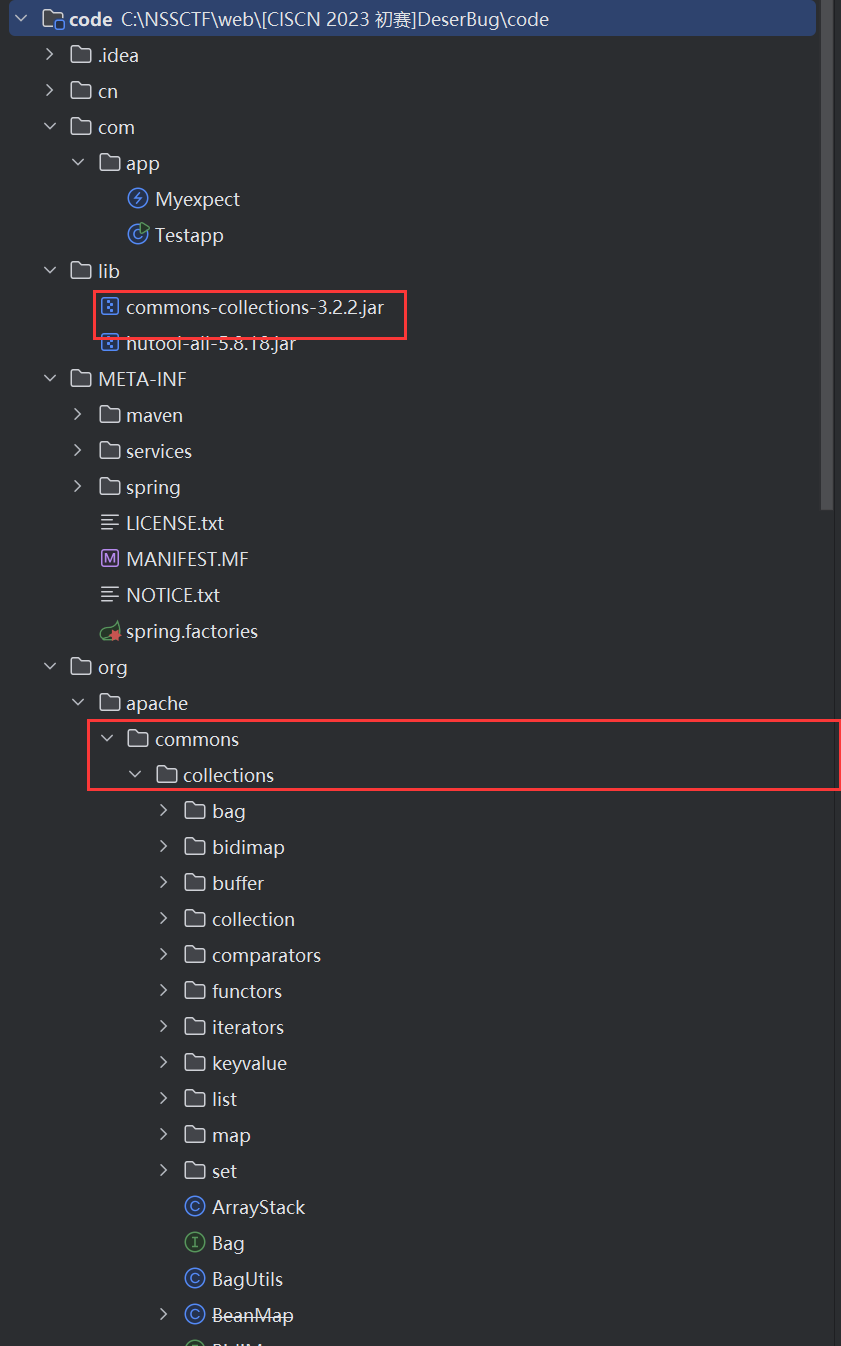 code C:\NSSCTF\web\[CISCN 2023 初赛]DeserBug\code
.idea
cn
com
app
Myexpect
Testapp
lib
commons-collections-3.2.2.jar
hutool-all-5.8.18.jar
META-INF
maven
services
spring
LICENSE.txt
MANIFEST.MF
NOTICE.txt
spring.factories
org
apache
commons
collections
bag
bidimap
buffer
collection
comparators
functors
iterators
keyvalue
list
map
set
ArrayStack
Bag
BagUtils
BeanMap